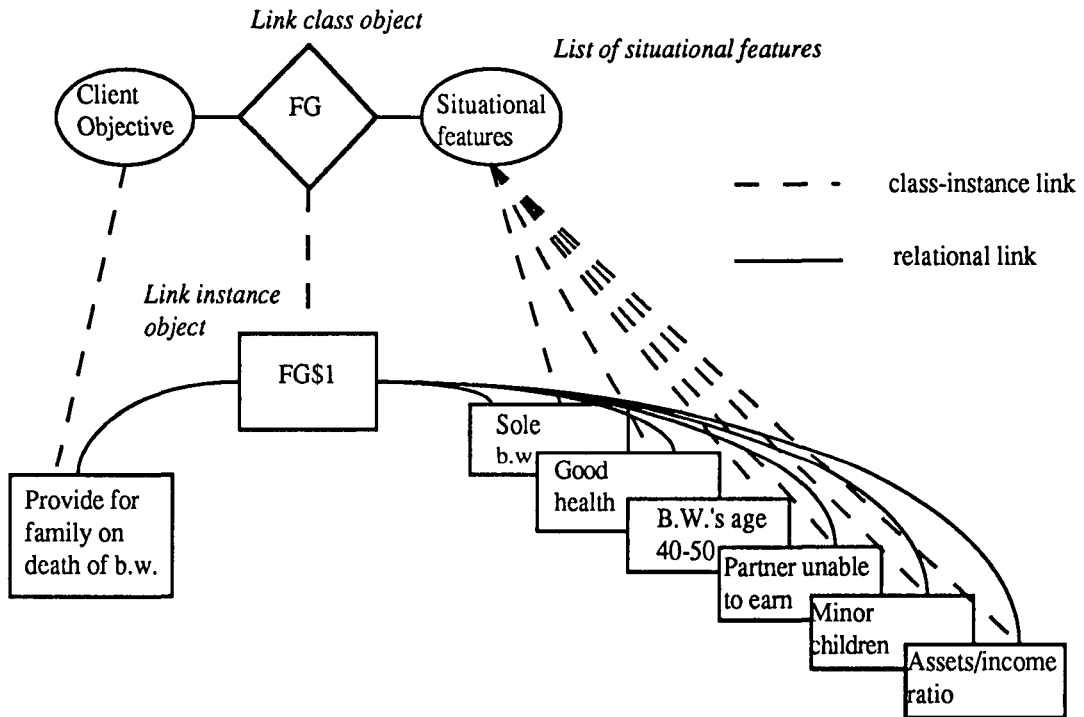 Link class object
List of situational features
Client
Objective
FG
Situational
features
class-instance link
relational link
Link instance
object
FG$1
Sole
b.w.
Good
health
B.W.'s age
40-50
Provide for
family on
death of b.w.
Partner unable
to earn
Minor
children
Assets/income
ratio